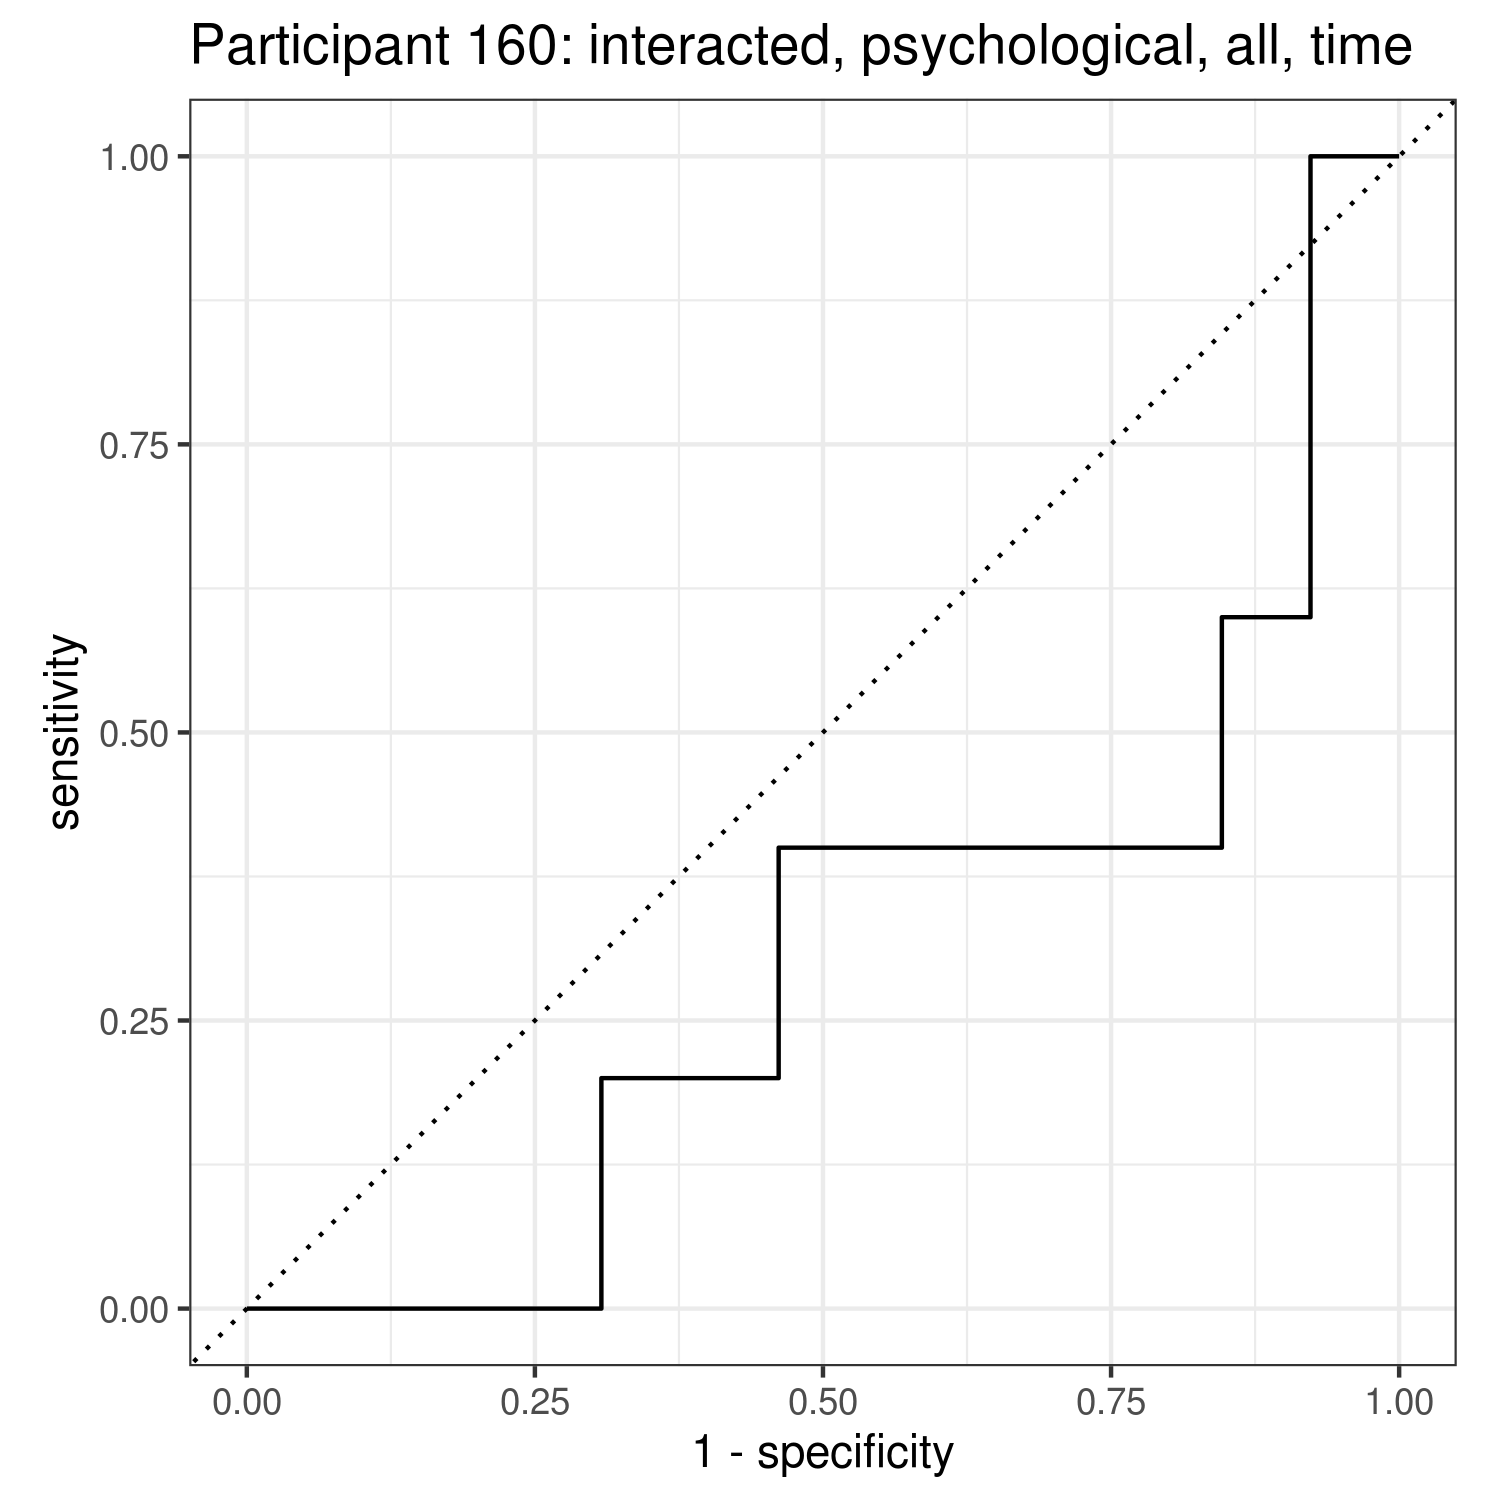 Participant 160: interacted, psychological, all, time
1.00
0.75
0.50
0.25
0.00
sensitivity
0.00 0.25 0.50 0.75 1.00
1 - specificity